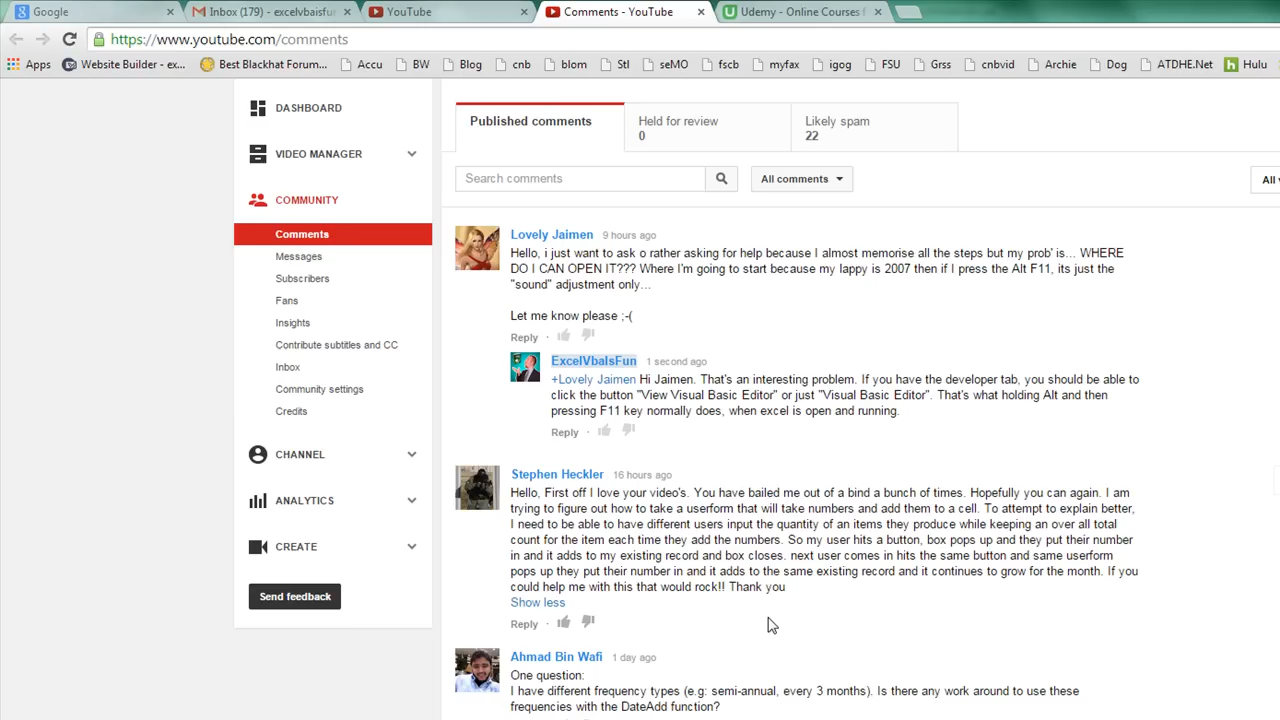 Google
Inbox (179) - excelvbaisfun
YouTube
Comments - YouTube
Udemy - Online Courses
https://www.youtube.com/comments
Apps
Website Builder - ex...
Best Blackhat Forum...
Accu
BW
Blog
cnb
blom
Stl
seMO
fscb
myfax
igog
FSU
Grss
cnbvid
Archie
Dog
ATDHE.Net
Hulu
DASHBOARD
VIDEO MANAGER
COMMUNITY
Comments
Messages
Subscribers
Fans
Insights
Contribute subtitles and CC
Inbox
Community settings
Credits
CHANNEL
ANALYTICS
CREATE
Send feedback
Published comments
Held for review
0
Likely spam
22
Search comments
All comments
All
Lovely Jaimen 9 hours ago
Hello, i just want to ask o rather asking for help because I almost memorise all the steps but my prob' is... WHERE
DO I CAN OPEN IT??? Where I'm going to start because my lappy is 2007 then if I press the Alt F11, its just the
"sound" adjustment only...
Let me know please ;-(
Reply ·
ExcelVbaIsFun 1 second ago
+Lovely Jaimen Hi Jaimen. That's an interesting problem. If you have the developer tab, you should be able to
click the button "View Visual Basic Editor" or just "Visual Basic Editor". That's what holding Alt and then
pressing F11 key normally does, when excel is open and running.
Reply ·
Stephen Heckler 16 hours ago
Hello, First off I love your video's. You have bailed me out of a bind a bunch of times. Hopefully you can again. I am
trying to figure out how to take a userform that will take numbers and add them to a cell. To attempt to explain better,
I need to be able to have different users input the quantity of an items they produce while keeping an over all total
count for the item each time they add the numbers. So my user hits a button, box pops up and they put their number
in and it adds to my existing record and box closes. next user comes in hits the same button and same userform
pops up they put their number in and it adds to the same existing record and it continues to grow for the month. If you
could help me with this that would rock!! Thank you
Show less
Reply ·
Ahmad Bin Wafi 1 day ago
One question:
I have different frequency types (e.g: semi-annual, every 3 months). Is there any work around to use these
frequencies with the DateAdd function?